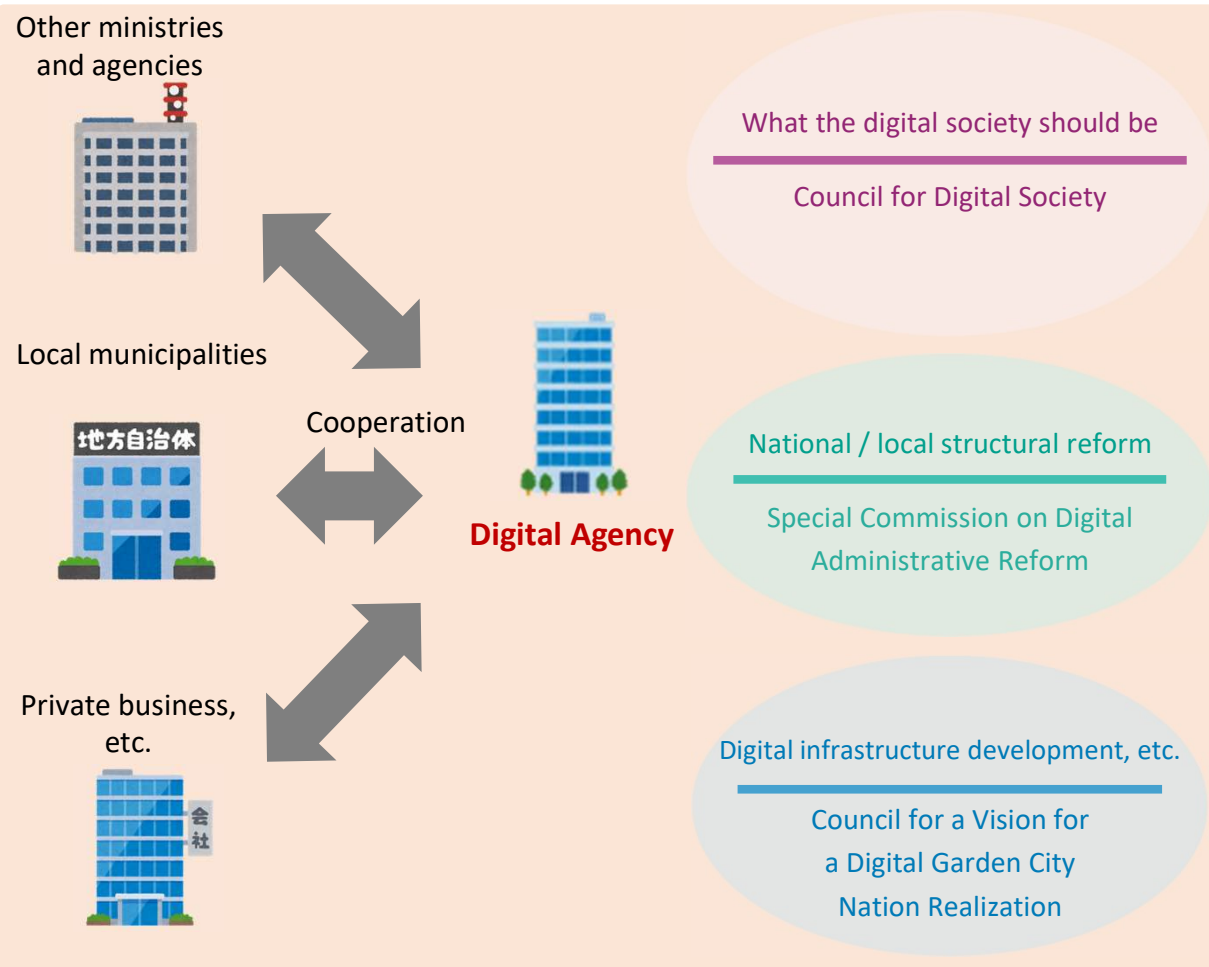 Other ministries
and agencies
Local municipalities
地方自治体
Private business,
etc.
会
社
Cooperation
Digital Agency
What the digital society should be
Council for Digital Society
National / local structural reform
Special Commission on Digital
Administrative Reform
Digital infrastructure development, etc.
Council for a Vision for
a Digital Garden City
Nation Realization